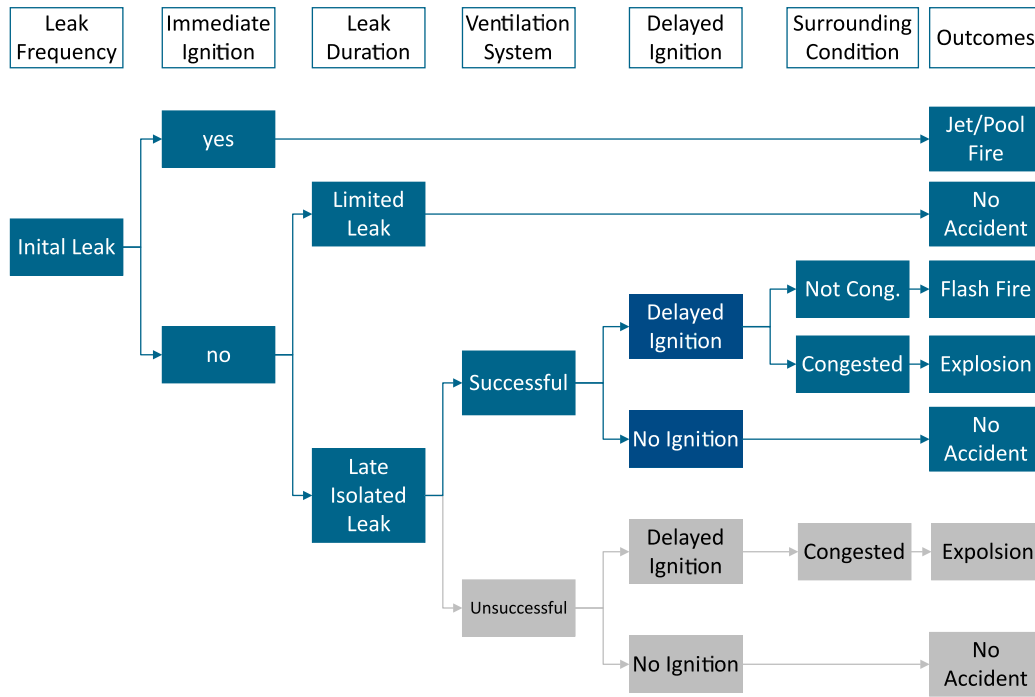 Leak
Frequency
Immediate
Ignition
Leak
Duration
Ventilation
System
Delayed
Ignition
Surrounding
Condition
Outcomes
yes
Jet/Pool
Fire
Limited
Leak
No
Accident
Inital Leak
Not Cong.
Flash Fire
Delayed
Ignition
no
Successful
Congested
Explosion
No Ignition
No
Accident
Late
Isolated
Leak
Delayed
Ignition
Congested
Expolsion
Unsuccessful
No Ignition
No
Accident